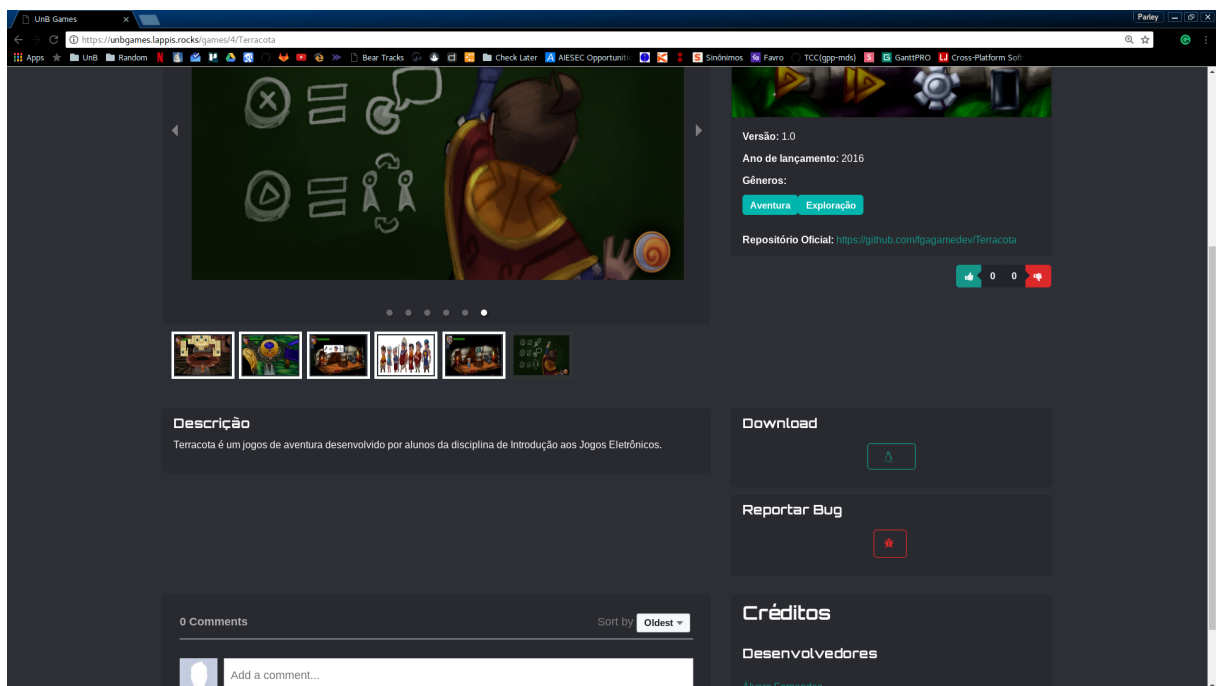 UnB Games
Parley
https://unbgames.lappis.rocks/games/4/Terracota
Apps UnB Random Bear Tracks Check Later AIESEC Opportuniti Sinônimos Favro TCC(gpp-mds) GanttPRO Cross-Platform Soft
Versão: 1.0
Ano de lançamento: 2016
Gêneros:
Aventura Exploração
Repositório Oficial: https://github.com/fgagamedev/Terracota
0 0
Descrição
Terracota é um jogos de aventura desenvolvido por alunos da disciplina de Introdução aos Jogos Eletrônicos.
Download
Reportar Bug
0 Comments
Sort by Oldest
Add a comment...
Créditos
Desenvolvedores